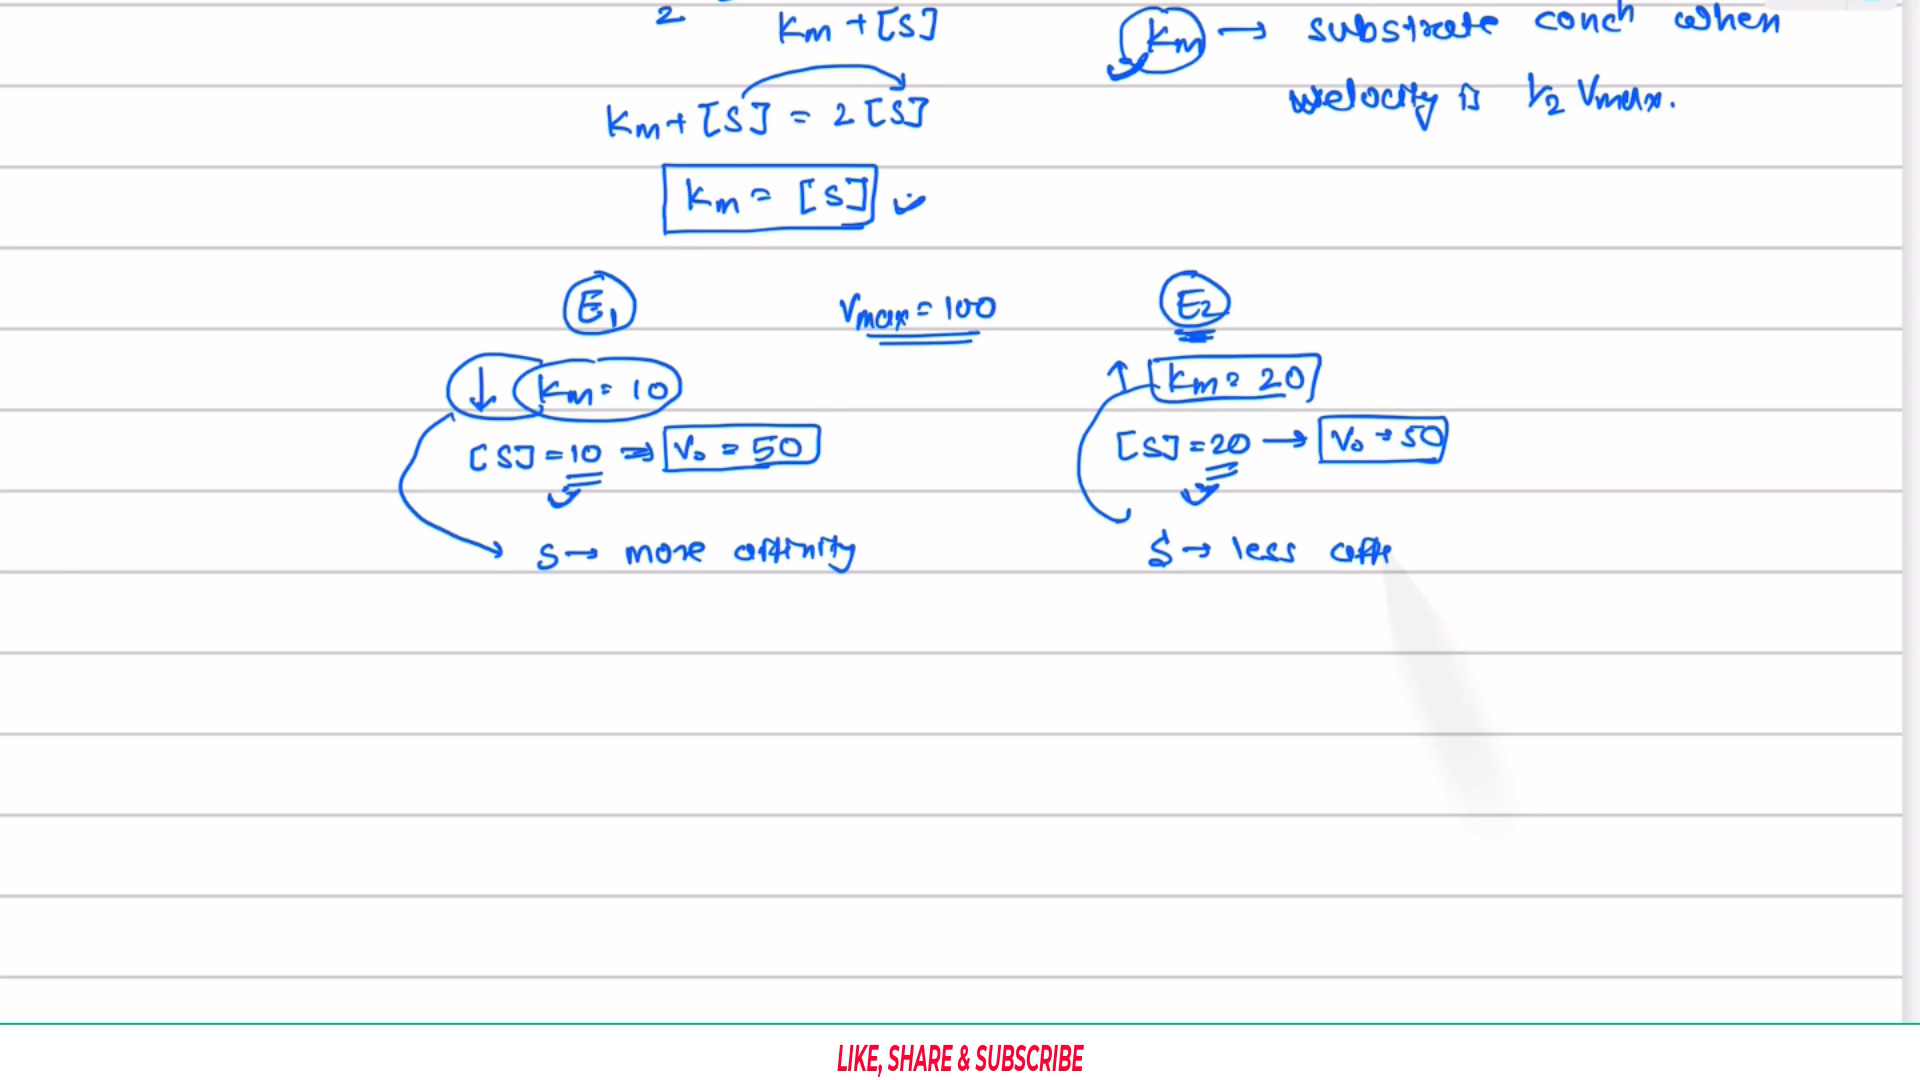 2
Km + [S]
Km → substrate concn when
velocity is 1/2 Vmax.
Km + [S] = 2 [S]
Km = [S]
E1
Vmax = 100
E2
↓ Km = 10
↑ Km = 20
[S] = 10 → V0 = 50
[S] = 20 → V0 = 50
S → more affinity
S → less affi
LIKE, SHARE & SUBSCRIBE